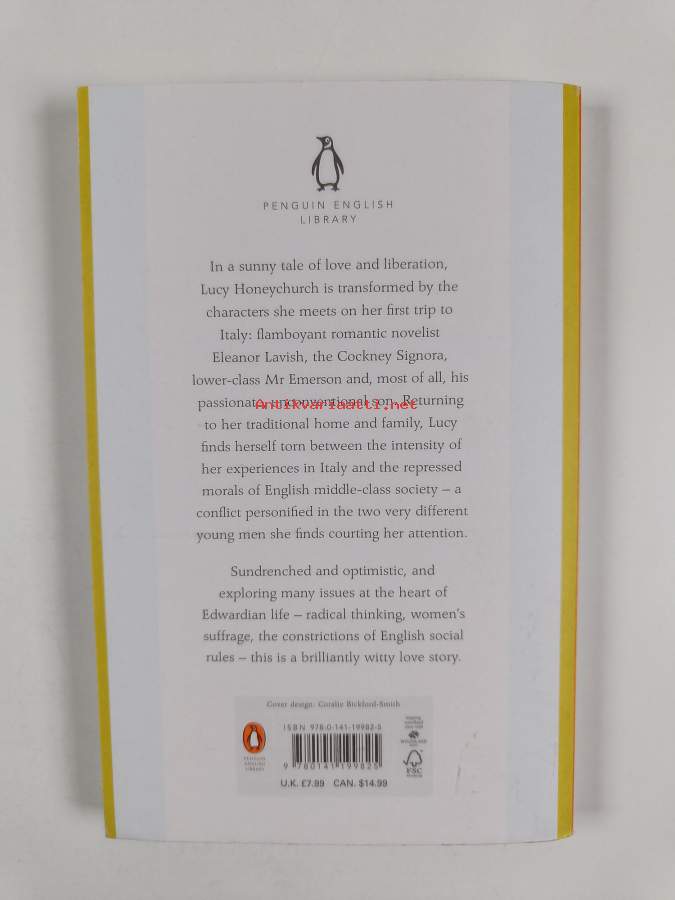 PENGUIN ENGLISH
LIBRARY
In a sunny tale of love and liberation,
Lucy Honeychurch is transformed by the
characters she meets on her first trip to
Italy: flamboyant romantic novelist
Eleanor Lavish, the Cockney Signora,
lower-class Mr Emerson and, most of all, his
passionate, unconventional son. Returning
Antikvariaatti.net
to her traditional home and family, Lucy
finds herself torn between the intensity of
her experiences in Italy and the repressed
morals of English middle-class society – a
conflict personified in the two very different
young men she finds courting her attention.
Sundrenched and optimistic, and
exploring many issues at the heart of
Edwardian life – radical thinking, women's
suffrage, the constrictions of English social
rules – this is a brilliantly witty love story.
Cover design: Coralie Bickford-Smith
ISBN 978-0-141-19982-5
PENGUIN
ENGLISH
LIBRARY
9 780141 199825
FSC
U.K. £7.99 CAN. $14.99